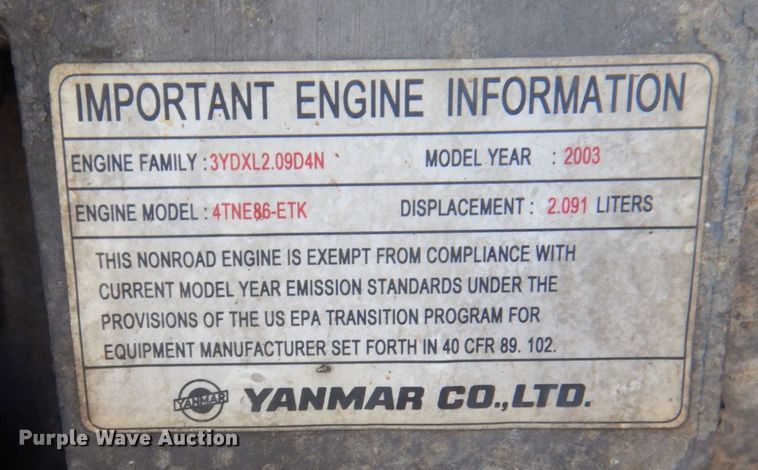 IMPORTANT ENGINE INFORMATION
ENGINE FAMILY : 3YDXL2.09D4N MODEL YEAR : 2003
ENGINE MODEL : 4TNE86-ETK DISPLACEMENT : 2.091 LITERS
THIS NONROAD ENGINE IS EXEMPT FROM COMPLIANCE WITH
CURRENT MODEL YEAR EMISSION STANDARDS UNDER THE
PROVISIONS OF THE US EPA TRANSITION PROGRAM FOR
EQUIPMENT MANUFACTURER SET FORTH IN 40 CFR 89. 102.
YANMAR YANMAR CO.,LTD.
Purple Wave Auction